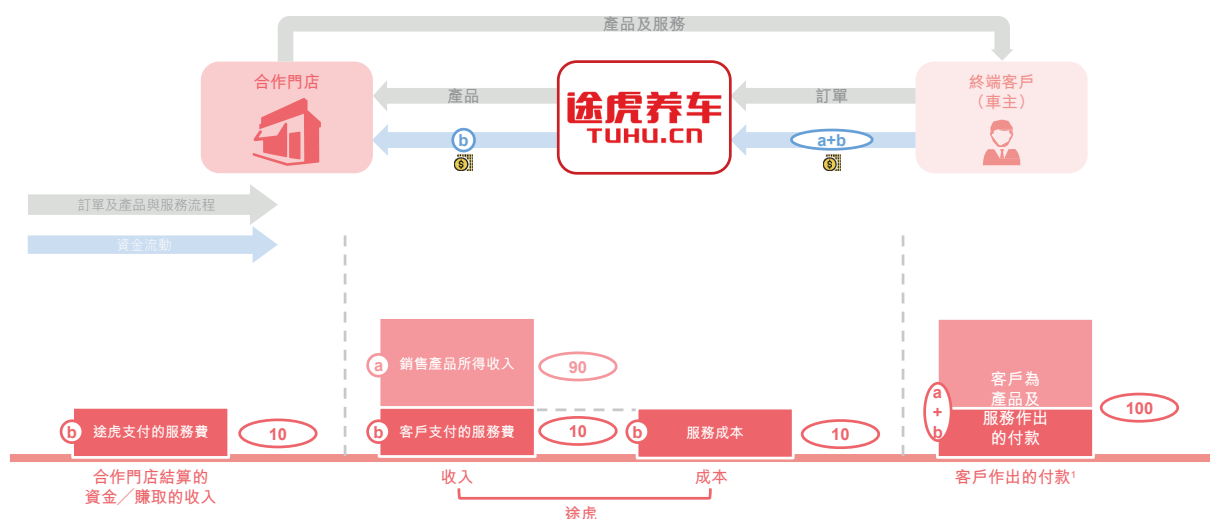 產品及服務
合作門店
途虎养车
TUHU.CN
終端客戶
（車主）
產品
訂單
b
a+b
$
$
訂單及產品與服務流程
資金流動
a
銷售產品所得收入
90
b
途虎支付的服務費
10
b
客戶支付的服務費
10
b
服務成本
10
a
+
b
客戶為
產品及
服務作出
的付款
100
合作門店結算的
資金／賺取的收入
收入
成本
客戶作出的付款1
途虎